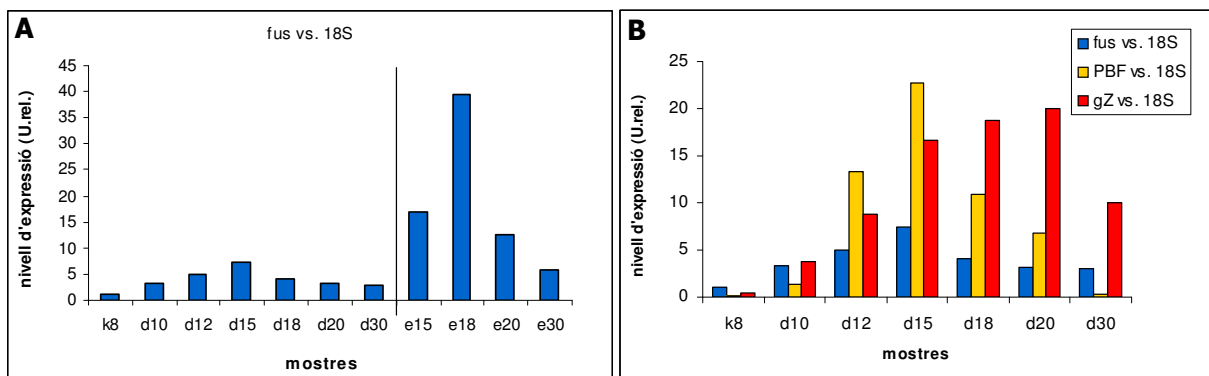 A
fus vs. 18S
nivell d'expressió (U.rel.)
45
40
35
30
25
20
15
10
5
0
k8 d10 d12 d15 d18 d20 d30 e15 e18 e20 e30
mostres
B
fus vs. 18S
PBF vs. 18S
gZ vs. 18S
nivell d'expressió (U.rel.)
25
20
15
10
5
0
k8 d10 d12 d15 d18 d20 d30
mostres